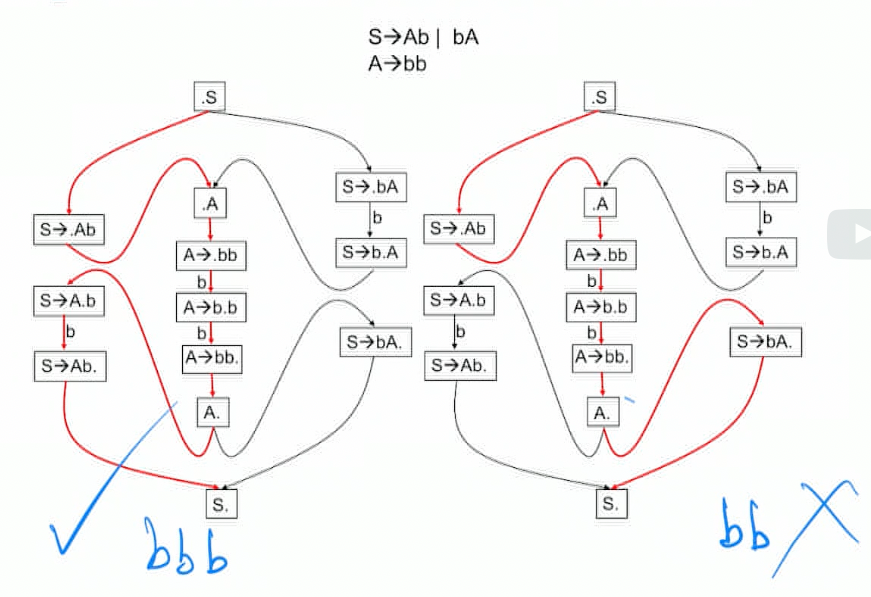 S→Ab | bA
A→bb
.S
.S
S→.bA
S→.bA
.A
.A
b
b
S→.Ab
S→.Ab
A→.bb
S→b.A
A→.bb
S→b.A
b
b
S→A.b
A→b.b
S→A.b
A→b.b
b
b
b
b
S→bA.
S→bA.
S→Ab.
A→bb.
S→Ab.
A→bb.
A.
A.
S.
S.
bbb
bb